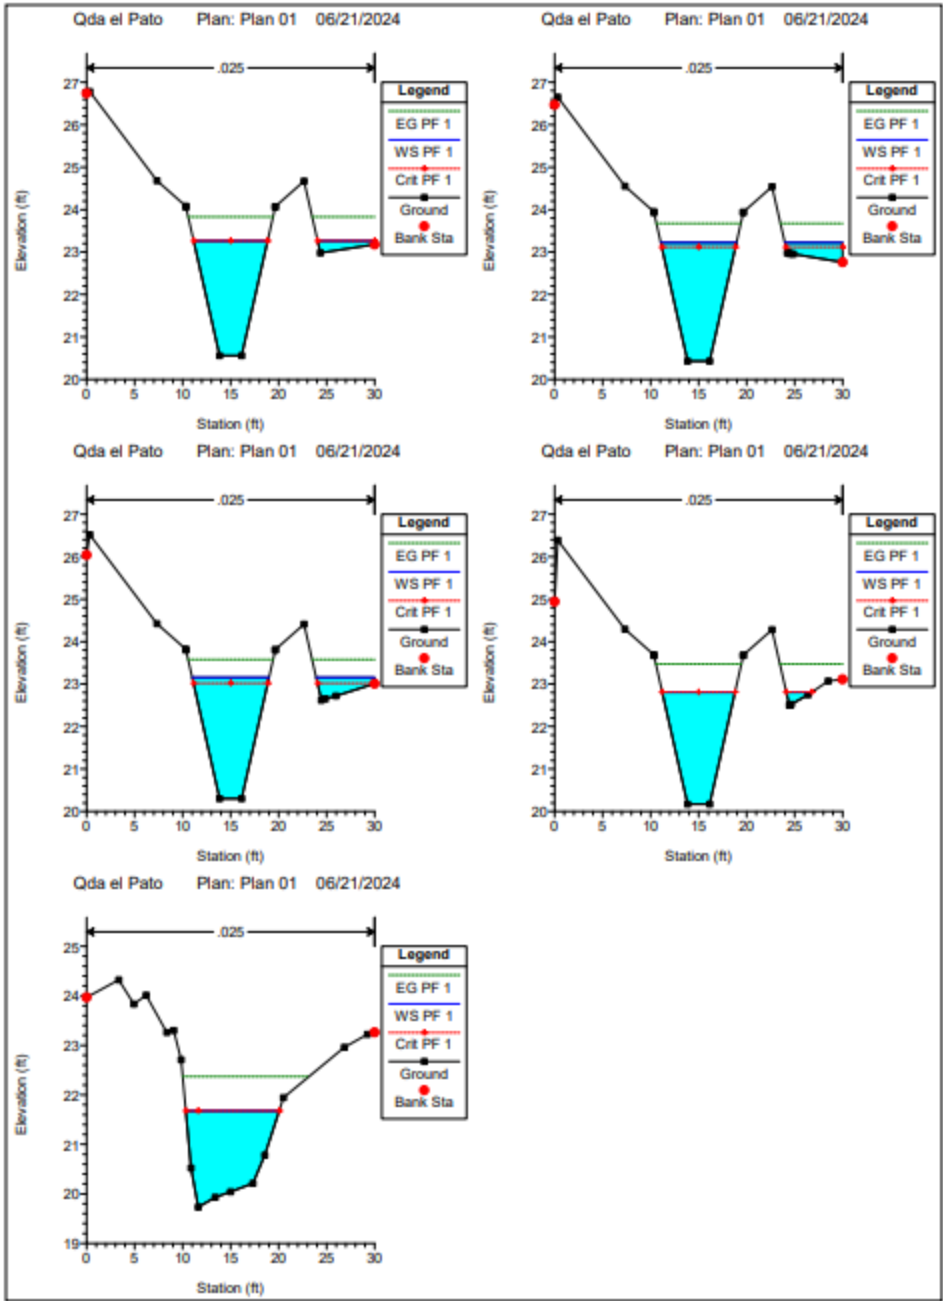 Qda el Pato Plan: Plan 01 06/21/2024
.025
Legend
EG PF 1
WS PF 1
Crit PF 1
Ground
Bank Sta
27
26
25
24
23
22
21
20
Elevation (ft)
0 5 10 15 20 25 30
Station (ft)
Qda el Pato Plan: Plan 01 06/21/2024
.025
Legend
EG PF 1
WS PF 1
Crit PF 1
Ground
Bank Sta
27
26
25
24
23
22
21
20
Elevation (ft)
0 5 10 15 20 25 30
Station (ft)
Qda el Pato Plan: Plan 01 06/21/2024
.025
Legend
EG PF 1
WS PF 1
Crit PF 1
Ground
Bank Sta
27
26
25
24
23
22
21
20
Elevation (ft)
0 5 10 15 20 25 30
Station (ft)
Qda el Pato Plan: Plan 01 06/21/2024
.025
Legend
EG PF 1
WS PF 1
Crit PF 1
Ground
Bank Sta
27
26
25
24
23
22
21
20
Elevation (ft)
0 5 10 15 20 25 30
Station (ft)
Qda el Pato Plan: Plan 01 06/21/2024
.025
Legend
EG PF 1
WS PF 1
Crit PF 1
Ground
Bank Sta
25
24
23
22
21
20
19
Elevation (ft)
0 5 10 15 20 25 30
Station (ft)